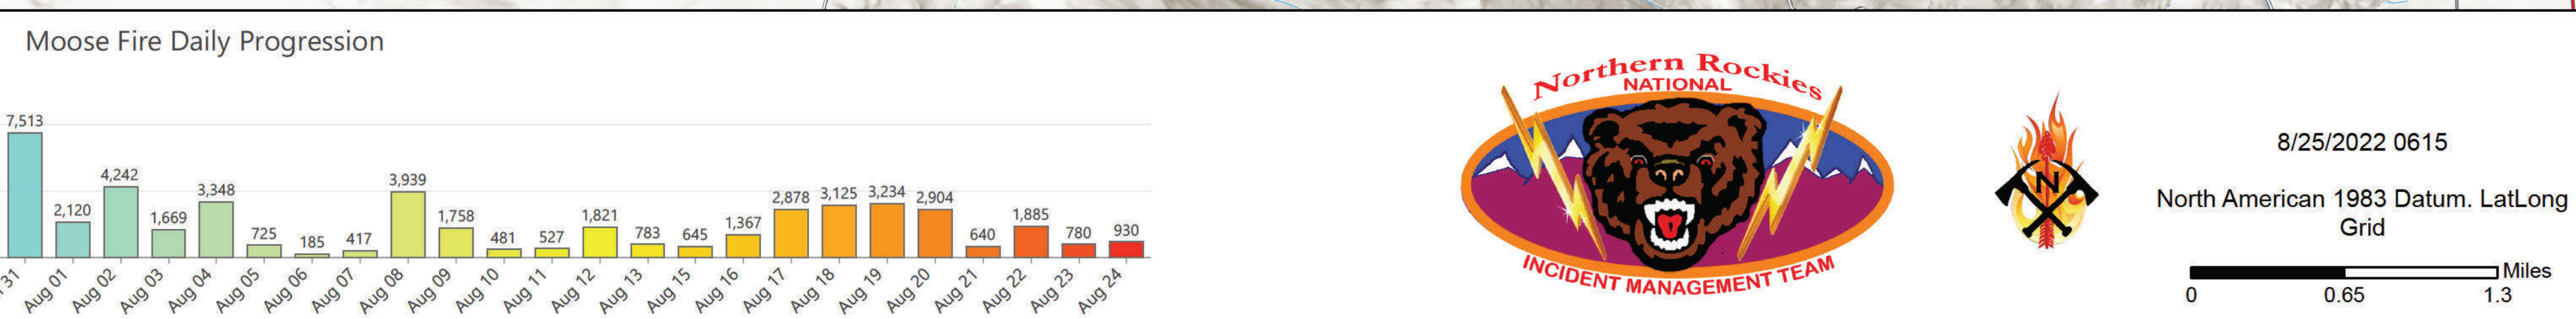 Moose Fire Daily Progression
7,513
2,120
4,242
1,669
3,348
725
185
417
3,939
1,758
481
527
1,821
783
645
1,367
2,878
3,125
3,234
2,904
640
1,885
780
930
31
Aug 01
Aug 02
Aug 03
Aug 04
Aug 05
Aug 06
Aug 07
Aug 08
Aug 09
Aug 10
Aug 11
Aug 12
Aug 13
Aug 15
Aug 16
Aug 17
Aug 18
Aug 19
Aug 20
Aug 21
Aug 22
Aug 23
Aug 24
Northern Rockies
NATIONAL
INCIDENT MANAGEMENT TEAM
N
8/25/2022 0615
North American 1983 Datum. LatLong
Grid
Miles
0 0.65 1.3